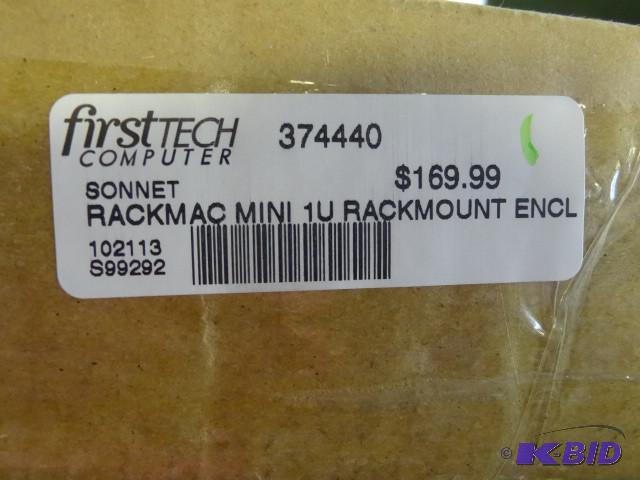 firstTECH
COMPUTER
374440
$169.99
SONNET
RACKMAC MINI 1U RACKMOUNT ENCL
102113
S99292
© K-BID